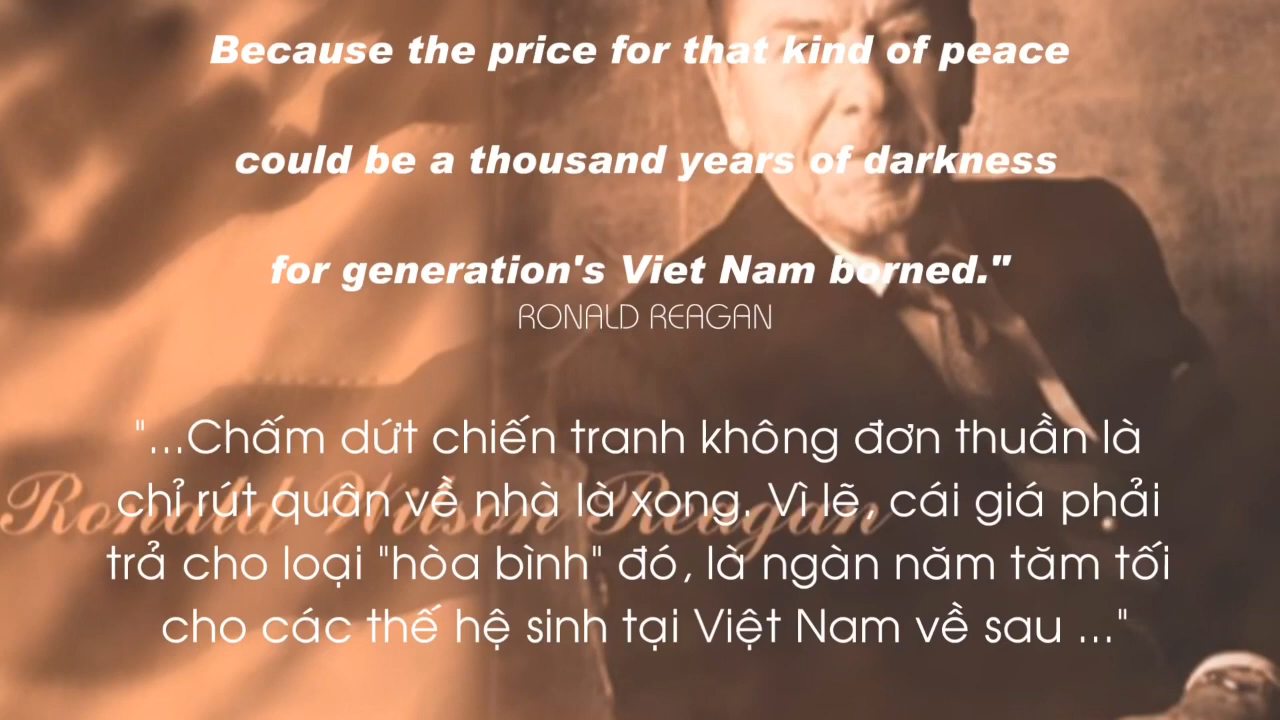 Because the price for that kind of peace
could be a thousand years of darkness
for generation's Viet Nam borned."
RONALD REAGAN
"...Chấm dứt chiến tranh không đơn thuần là
chỉ rút quân về nhà là xong. Vì lẽ, cái giá phải
Ronald Wilson Reagan
trả cho loại "hòa bình" đó, là ngàn năm tăm tối
cho các thế hệ sinh tại Việt Nam về sau ..."